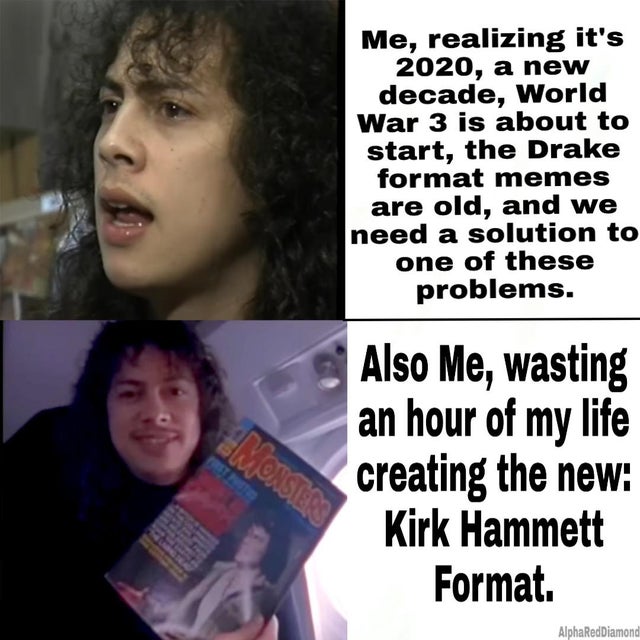 Me, realizing it's
2020, a new
decade, World
War 3 is about to
start, the Drake
format memes
are old, and we
need a solution to
one of these
problems.
MONSTERS
Also Me, wasting
an hour of my life
creating the new:
Kirk Hammett
Format.
AlphaRedDiamond